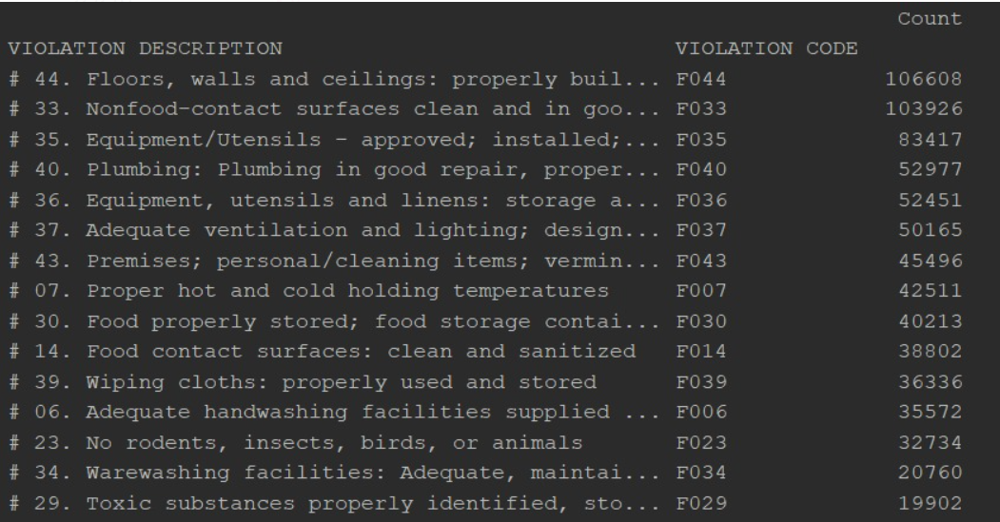 Count
VIOLATION DESCRIPTION VIOLATION CODE
# 44. Floors, walls and ceilings: properly buil... F044 106608
# 33. Nonfood-contact surfaces clean and in goo... F033 103926
# 35. Equipment/Utensils - approved; installed;... F035 83417
# 40. Plumbing: Plumbing in good repair, proper... F040 52977
# 36. Equipment, utensils and linens: storage a... F036 52451
# 37. Adequate ventilation and lighting; design... F037 50165
# 43. Premises; personal/cleaning items; vermin... F043 45496
# 07. Proper hot and cold holding temperatures F007 42511
# 30. Food properly stored; food storage contai... F030 40213
# 14. Food contact surfaces: clean and sanitized F014 38802
# 39. Wiping cloths: properly used and stored F039 36336
# 06. Adequate handwashing facilities supplied ... F006 35572
# 23. No rodents, insects, birds, or animals F023 32734
# 34. Warewashing facilities: Adequate, maintai... F034 20760
# 29. Toxic substances properly identified, sto... F029 19902